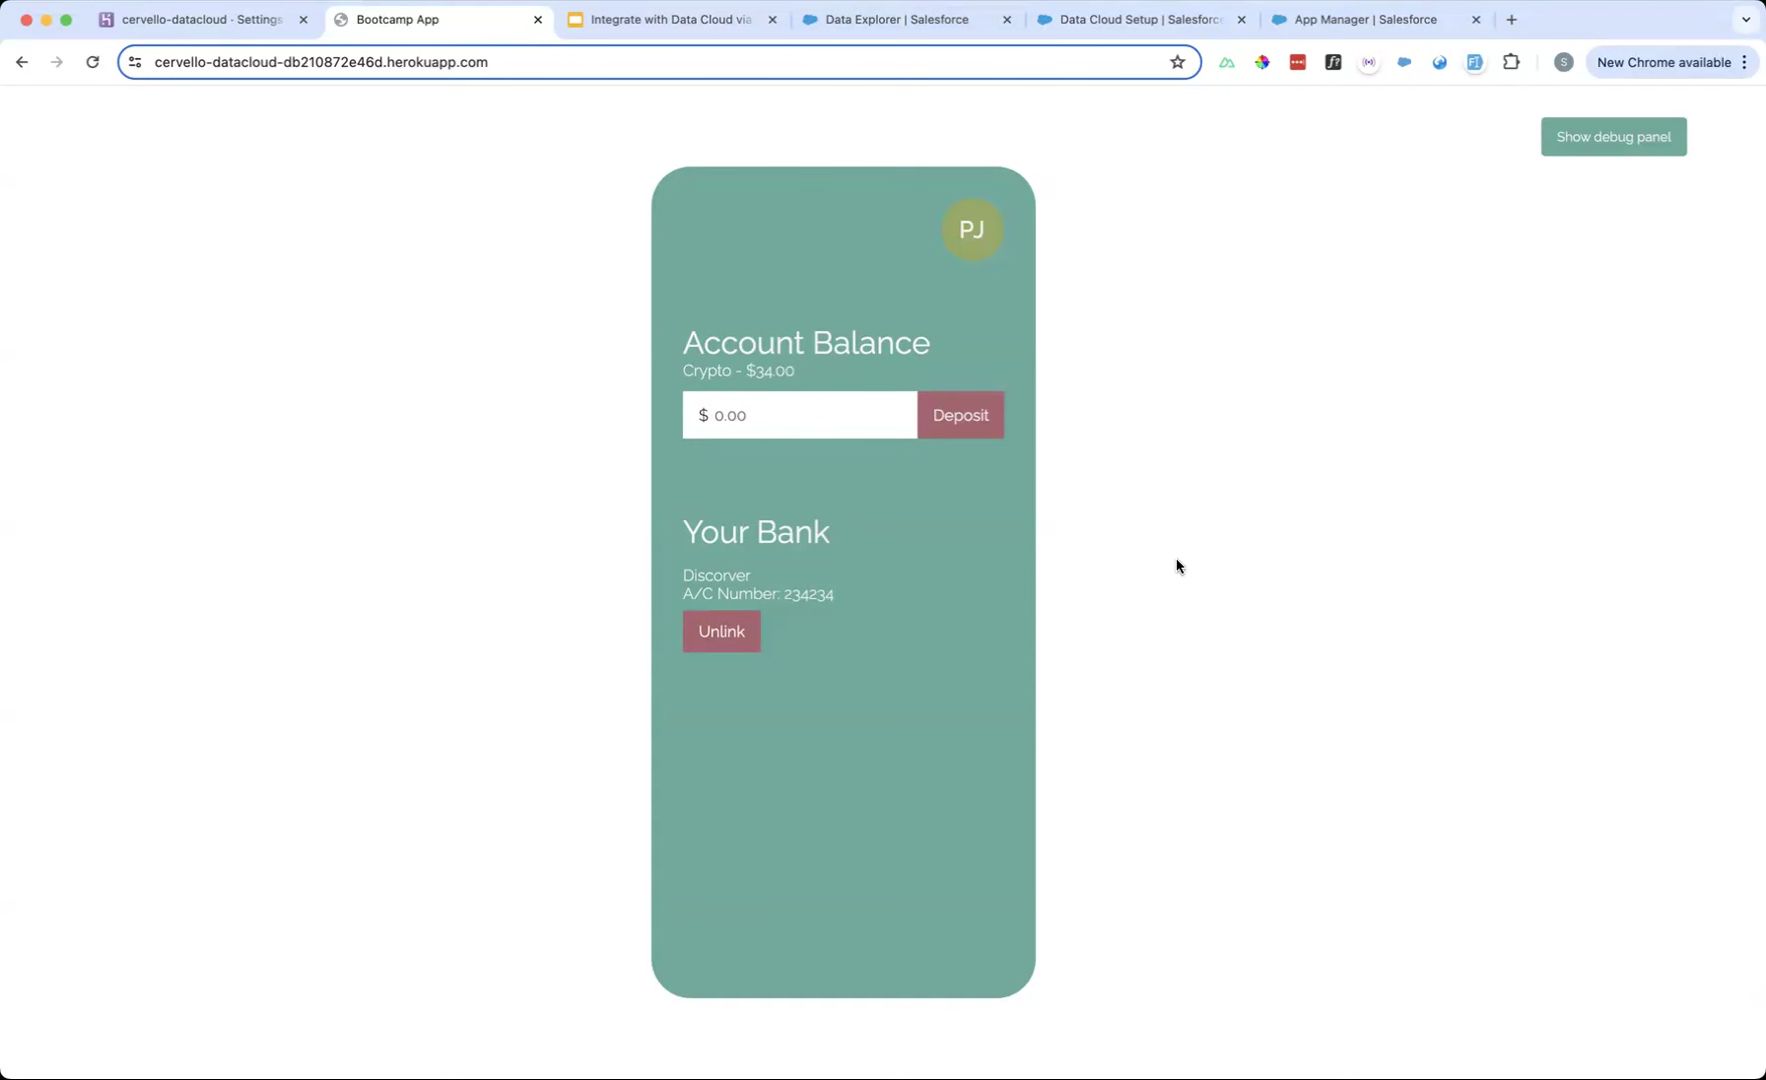 cervello-datacloud · Settings
Bootcamp App
Integrate with Data Cloud via
Data Explorer | Salesforce
Data Cloud Setup | Salesforc
App Manager | Salesforce
cervello-datacloud-db210872e46d.herokuapp.com
S
New Chrome available
Show debug panel
PJ
Account Balance
Crypto - $34.00
$ 0.00
Deposit
Your Bank
Discorver
A/C Number: 234234
Unlink